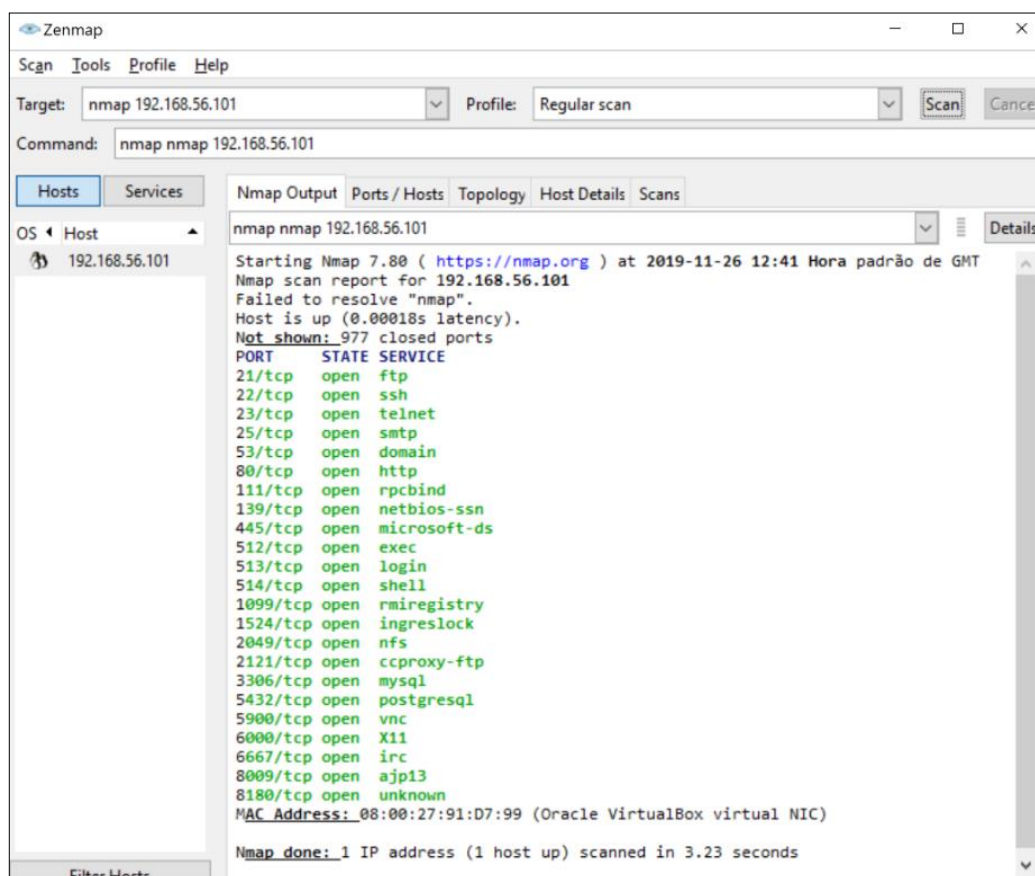 Zenmap
Scan Tools Profile Help
Target: nmap 192.168.56.101 Profile: Regular scan Scan Cance
Command: nmap nmap 192.168.56.101
Hosts Services Nmap Output Ports / Hosts Topology Host Details Scans
OS Host nmap nmap 192.168.56.101 Details
192.168.56.101
Starting Nmap 7.80 ( https://nmap.org ) at 2019-11-26 12:41 Hora padrão de GMT
Nmap scan report for 192.168.56.101
Failed to resolve "nmap".
Host is up (0.00018s latency).
Not shown: 977 closed ports
PORT STATE SERVICE
21/tcp open ftp
22/tcp open ssh
23/tcp open telnet
25/tcp open smtp
53/tcp open domain
80/tcp open http
111/tcp open rpcbind
139/tcp open netbios-ssn
445/tcp open microsoft-ds
512/tcp open exec
513/tcp open login
514/tcp open shell
1099/tcp open rmiregistry
1524/tcp open ingreslock
2049/tcp open nfs
2121/tcp open ccproxy-ftp
3306/tcp open mysql
5432/tcp open postgresql
5900/tcp open vnc
6000/tcp open X11
6667/tcp open irc
8009/tcp open ajp13
8180/tcp open unknown
MAC Address: 08:00:27:91:D7:99 (Oracle VirtualBox virtual NIC)
Nmap done: 1 IP address (1 host up) scanned in 3.23 seconds
Filter Hosts